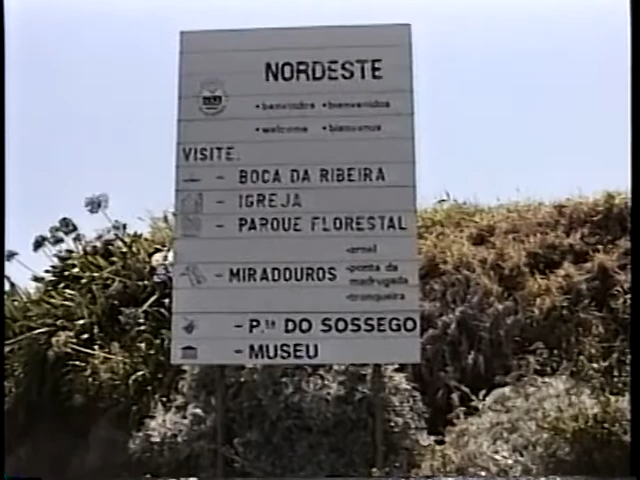 NORDESTE
•benvindos •bienvenidos
•welcome •bienvenus
VISITE:
- BOCA DA RIBEIRA
- IGREJA
- PARQUE FLORESTAL
- MIRADOUROS
•arnel
•ponta da
madrugada
•tronqueira
- P.ta DO SOSSEGO
- MUSEU